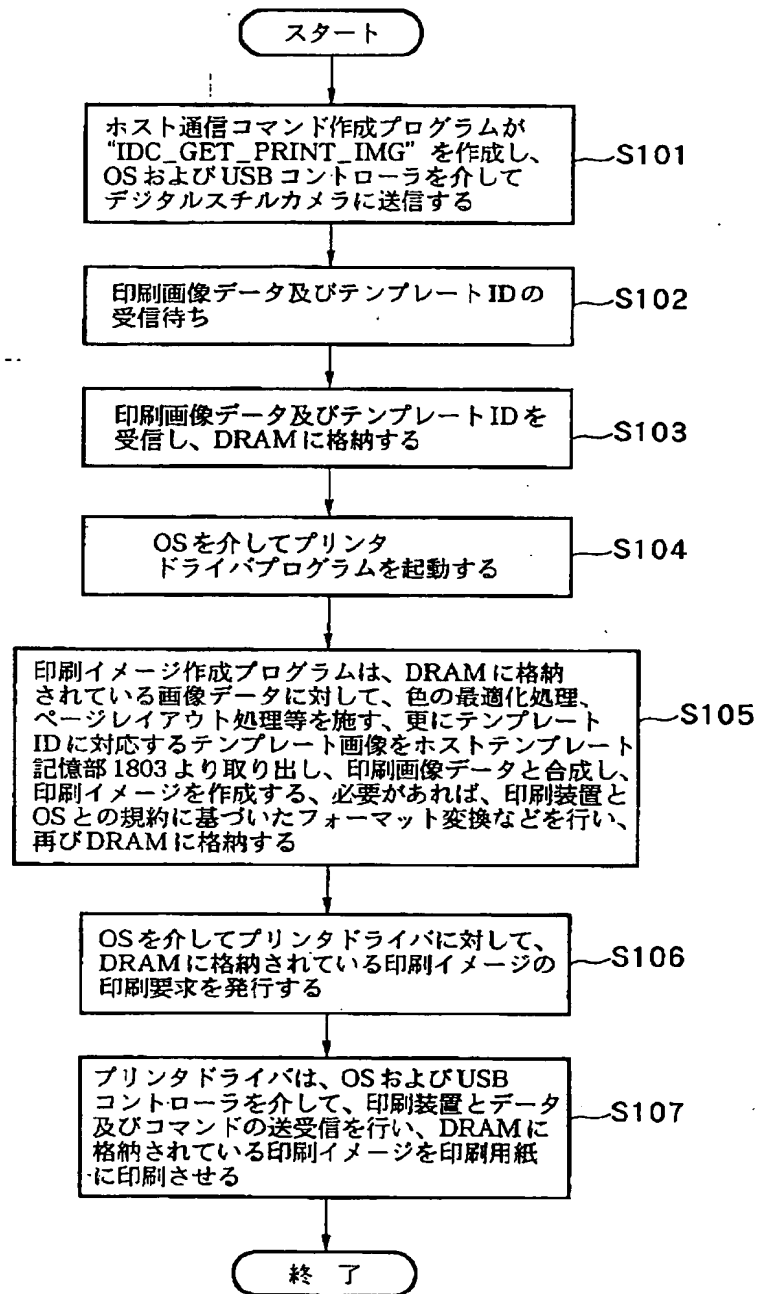 スタート
ホスト通信コマンド作成プログラムが
"IDC_GET_PRINT_IMG" を作成し、
OSおよびUSBコントローラを介して
デジタルスチルカメラに送信する
S101
印刷画像データ及びテンプレートIDの
受信待ち
S102
印刷画像データ及びテンプレートIDを
受信し、DRAMに格納する
S103
OSを介してプリンタ
ドライバプログラムを起動する
S104
印刷イメージ作成プログラムは、DRAMに格納
されている画像データに対して、色の最適化処理、
ページレイアウト処理等を施す、更にテンプレート
IDに対応するテンプレート画像をホストテンプレート
記憶部1803より取り出し、印刷画像データと合成し、
印刷イメージを作成する、必要があれば、印刷装置と
OSとの規約に基づいたフォーマット変換などを行い、
再びDRAMに格納する
S105
OSを介してプリンタドライバに対して、
DRAMに格納されている印刷イメージの
印刷要求を発行する
S106
プリンタドライバは、OSおよびUSB
コントローラを介して、印刷装置とデータ
及びコマンドの送受信を行い、DRAMに
格納されている印刷イメージを印刷用紙
に印刷させる
S107
終 了